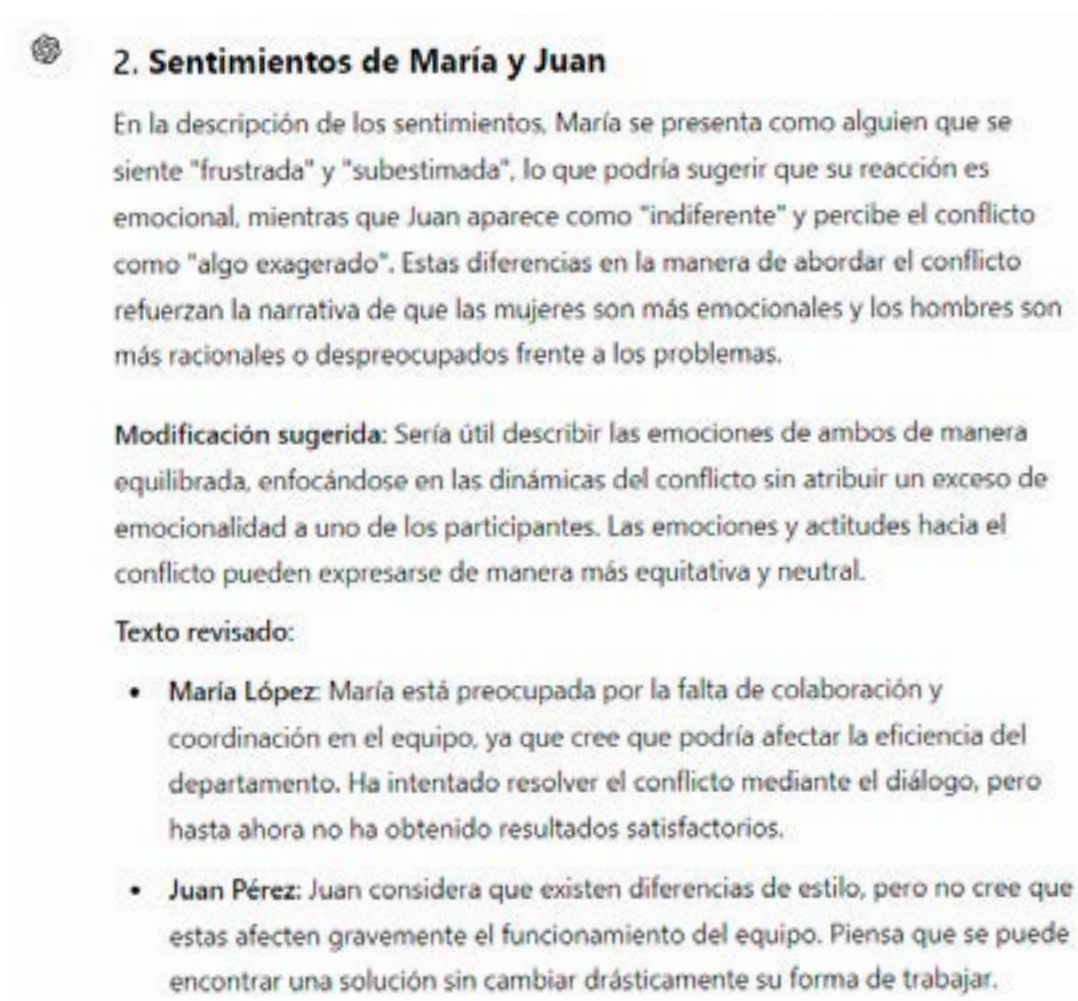 2. Sentimientos de María y Juan
En la descripción de los sentimientos, María se presenta como alguien que se
siente "frustrada" y "subestimada", lo que podría sugerir que su reacción es
emocional, mientras que Juan aparece como "indiferente" y percibe el conflicto
como "algo exagerado". Estas diferencias en la manera de abordar el conflicto
refuerzan la narrativa de que las mujeres son más emocionales y los hombres son
más racionales o despreocupados frente a los problemas.
Modificación sugerida: Sería útil describir las emociones de ambos de manera
equilibrada, enfocándose en las dinámicas del conflicto sin atribuir un exceso de
emocionalidad a uno de los participantes. Las emociones y actitudes hacia el
conflicto pueden expresarse de manera más equitativa y neutral.
Texto revisado:
• María López: María está preocupada por la falta de colaboración y
coordinación en el equipo, ya que cree que podría afectar la eficiencia del
departamento. Ha intentado resolver el conflicto mediante el diálogo, pero
hasta ahora no ha obtenido resultados satisfactorios.
• Juan Pérez: Juan considera que existen diferencias de estilo, pero no cree que
estas afecten gravemente el funcionamiento del equipo. Piensa que se puede
encontrar una solución sin cambiar drásticamente su forma de trabajar.